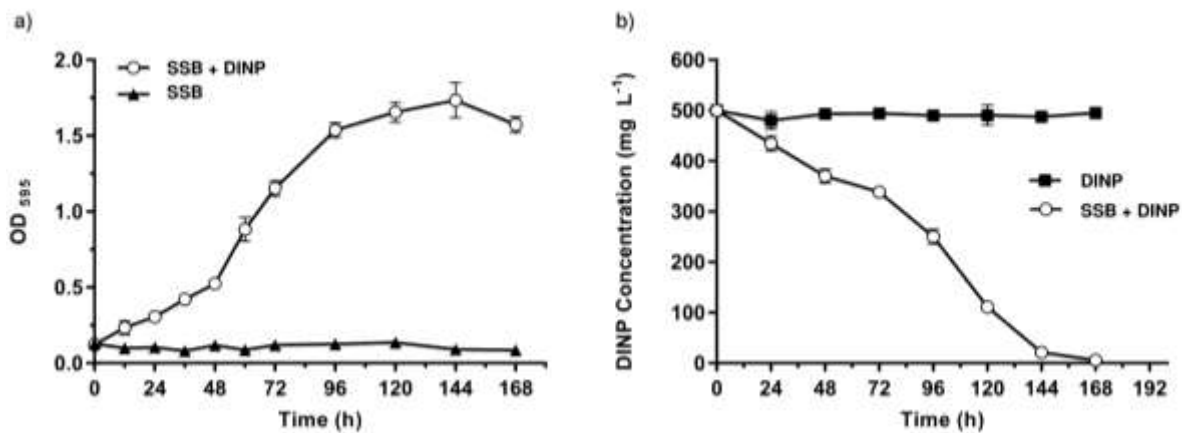 a)
2.0
1.5
1.0
0.5
0.0
OD 595
SSB + DINP
SSB
0 24 48 72 96 120 144 168
Time (h)
b)
600
500
400
300
200
100
0
DINP Concentration (mg L⁻¹)
DINP
SSB + DINP
0 24 48 72 96 120 144 168 192
Time (h)